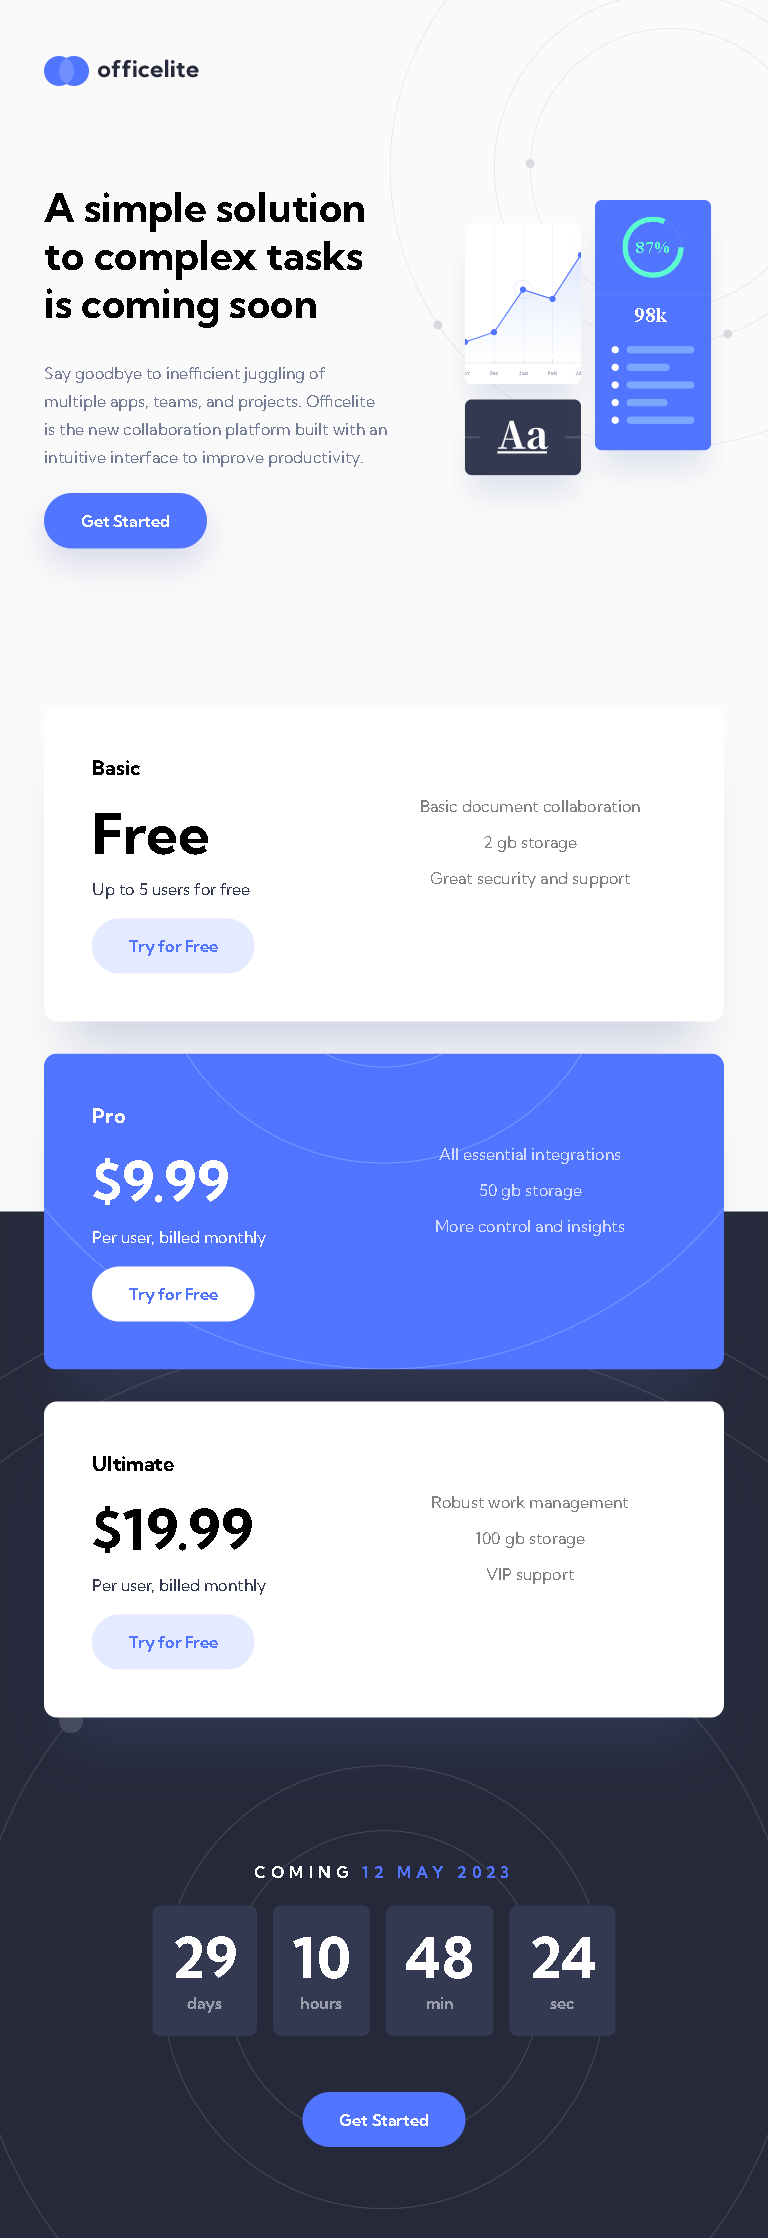 officelite
A simple solution
to complex tasks
is coming soon
Say goodbye to inefficient juggling of
multiple apps, teams, and projects. Officelite
is the new collaboration platform built with an
intuitive interface to improve productivity.
Get Started
87%
98k
Dec Jan Feb
Aa
Basic
Free
Up to 5 users for free
Try for Free
Basic document collaboration
2 gb storage
Great security and support
Pro
$9.99
Per user, billed monthly
Try for Free
All essential integrations
50 gb storage
More control and insights
Ultimate
$19.99
Per user, billed monthly
Try for Free
Robust work management
100 gb storage
VIP support
COMING 12 MAY 2023
29 10 48 24
days hours min sec
Get Started